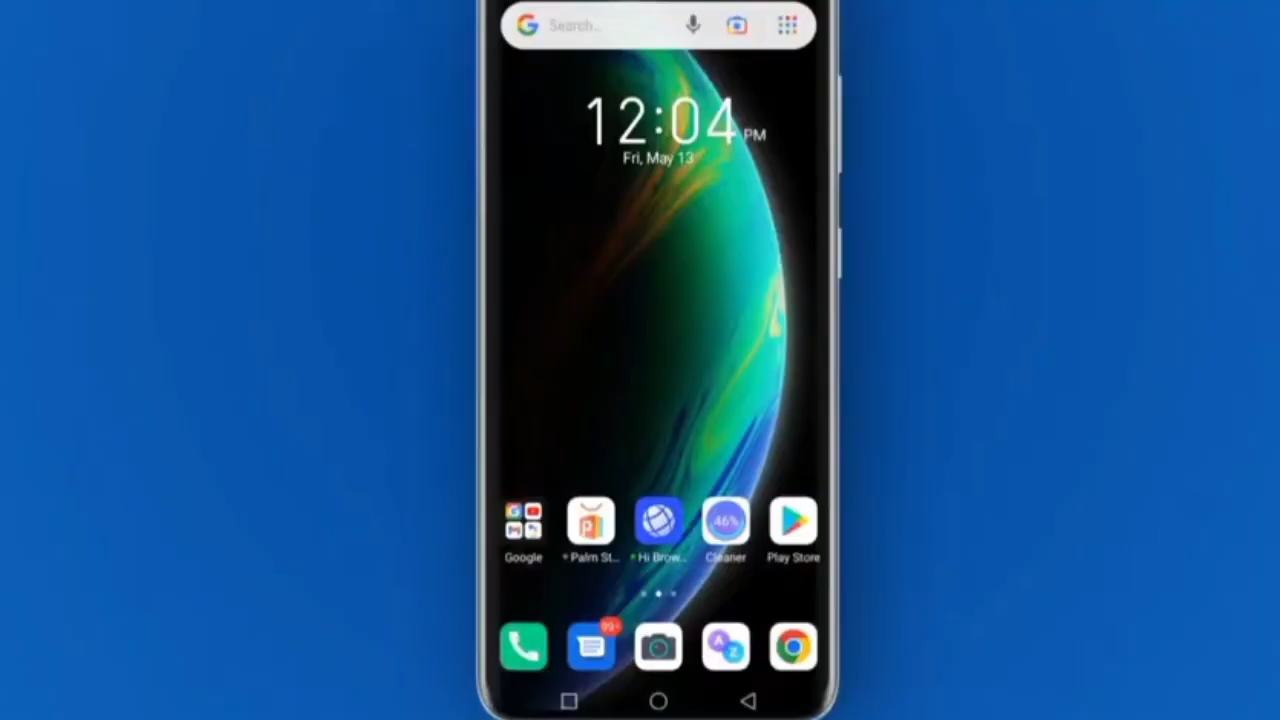 Search...
12:04 PM
Fri, May 13
46%
Google Palm St... Hi Brow... Cleaner Play Store
99+
A Z